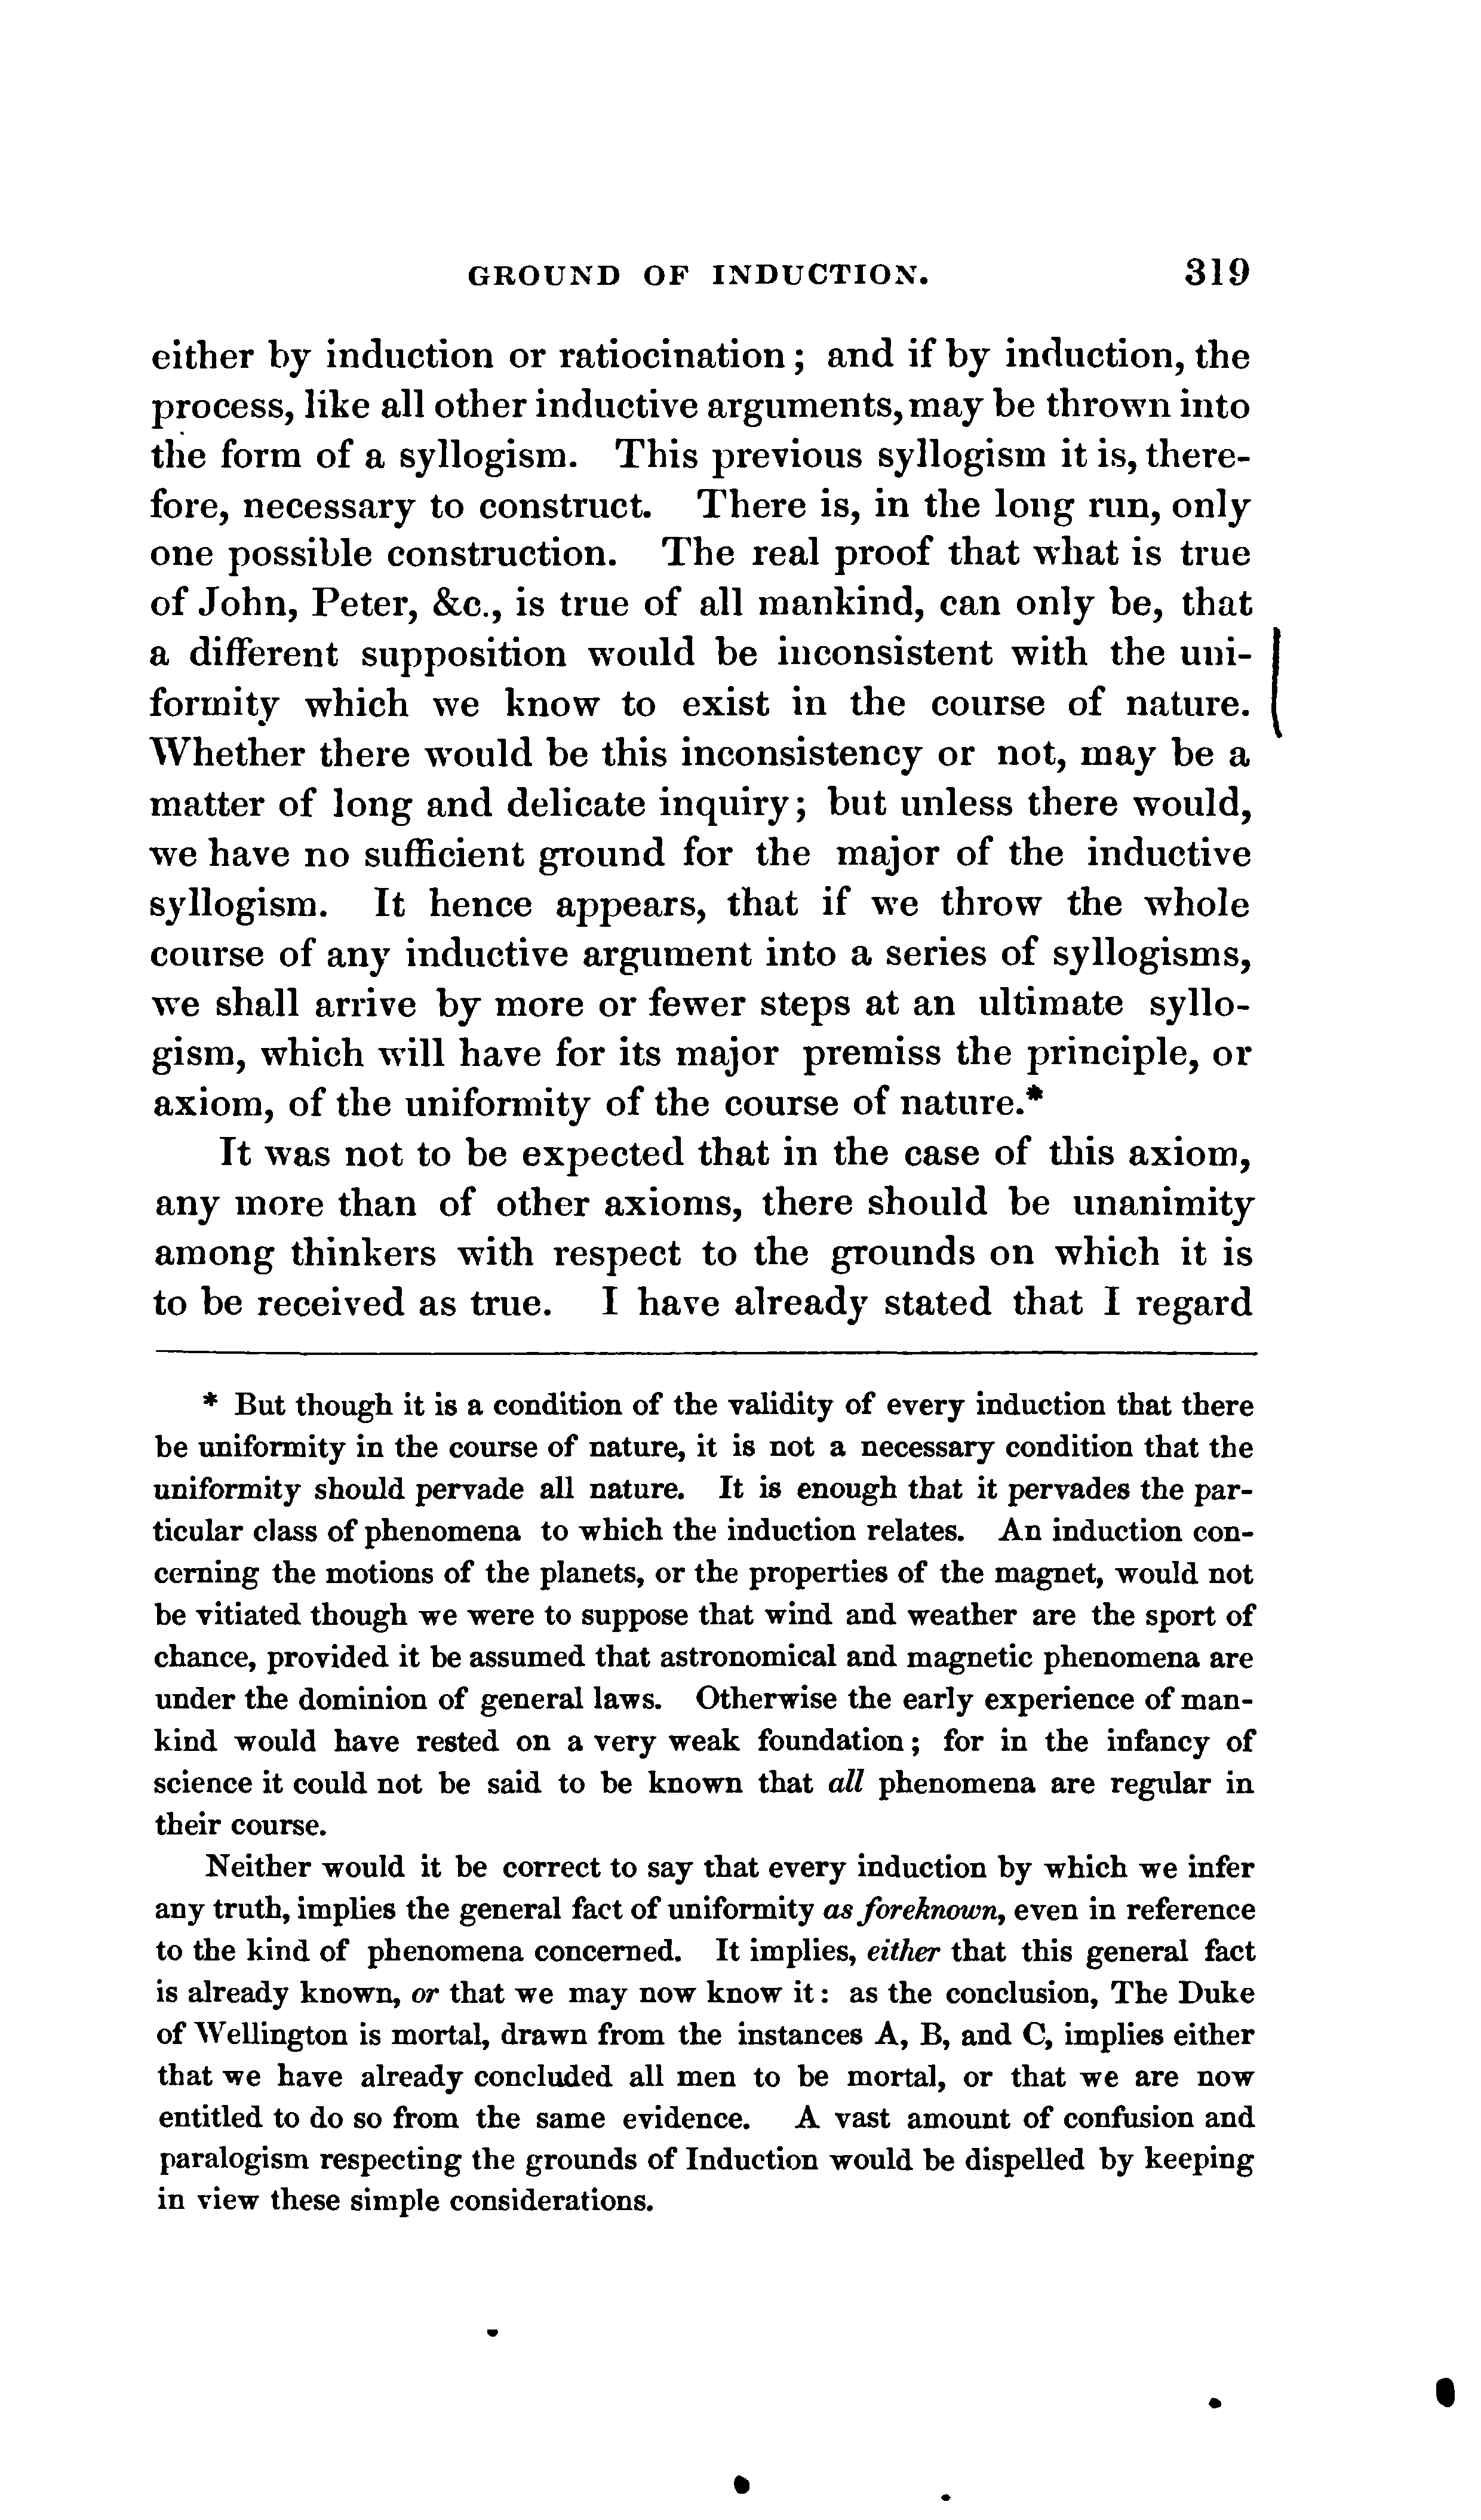 GROUND OF INDUCTION. 319
either by induction or ratiocination; and if by induction, the
process, like all other inductive arguments, may be thrown into
the form of a syllogism. This previous syllogism it is, there-
fore, necessary to construct. There is, in the long run, only
one possible construction. The real proof that what is true
of John, Peter, &c., is true of all mankind, can only be, that
a different supposition would be inconsistent with the uni-
formity which we know to exist in the course of nature.
Whether there would be this inconsistency or not, may be a
matter of long and delicate inquiry; but unless there would,
we have no sufficient ground for the major of the inductive
syllogism. It hence appears, that if we throw the whole
course of any inductive argument into a series of syllogisms,
we shall arrive by more or fewer steps at an ultimate syllo-
gism, which will have for its major premiss the principle, or
axiom, of the uniformity of the course of nature.*
It was not to be expected that in the case of this axiom,
any more than of other axioms, there should be unanimity
among thinkers with respect to the grounds on which it is
to be received as true. I have already stated that I regard
* But though it is a condition of the validity of every induction that there
be uniformity in the course of nature, it is not a necessary condition that the
uniformity should pervade all nature. It is enough that it pervades the par-
ticular class of phenomena to which the induction relates. An induction con-
cerning the motions of the planets, or the properties of the magnet, would not
be vitiated though we were to suppose that wind and weather are the sport of
chance, provided it be assumed that astronomical and magnetic phenomena are
under the dominion of general laws. Otherwise the early experience of man-
kind would have rested on a very weak foundation; for in the infancy of
science it could not be said to be known that all phenomena are regular in
their course.
Neither would it be correct to say that every induction by which we infer
any truth, implies the general fact of uniformity as foreknown, even in reference
to the kind of phenomena concerned. It implies, either that this general fact
is already known, or that we may now know it: as the conclusion, The Duke
of Wellington is mortal, drawn from the instances A, B, and C, implies either
that we have already concluded all men to be mortal, or that we are now
entitled to do so from the same evidence. A vast amount of confusion and
paralogism respecting the grounds of Induction would be dispelled by keeping
in view these simple considerations.